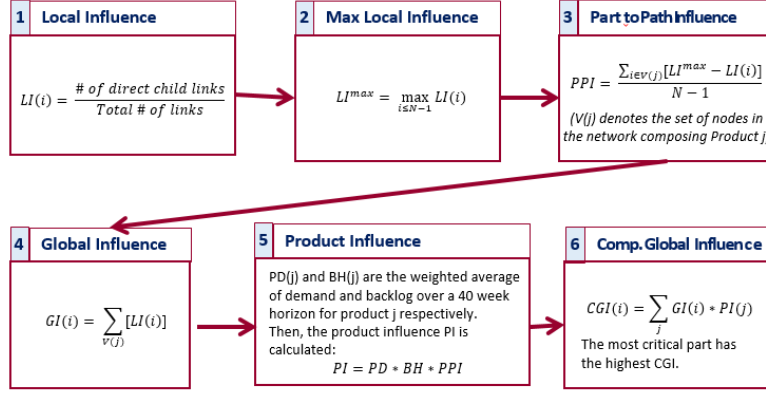 1 Local Influence
LI(i) = # of direct child links / Total # of links
2 Max Local Influence
LI^max = max_{i≤N−1} LI(i)
3 Part toPathInfluence
PPI = ∑_{iϵv(j)}[LI^max − LI(i)] / N − 1
(V(j) denotes the set of nodes in
the network composing Product j,
4 Global Influence
GI(i) = ∑_{V(j)} [LI(i)]
5 Product Influence
PD(j) and BH(j) are the weighted average
of demand and backlog over a 40 week
horizon for product j respectively.
Then, the product influence PI is
calculated:
PI = PD * BH * PPI
6 Comp.Global Influence
CGI(i) = ∑_j GI(i) * PI(j)
The most critical part has
the highest CGI.